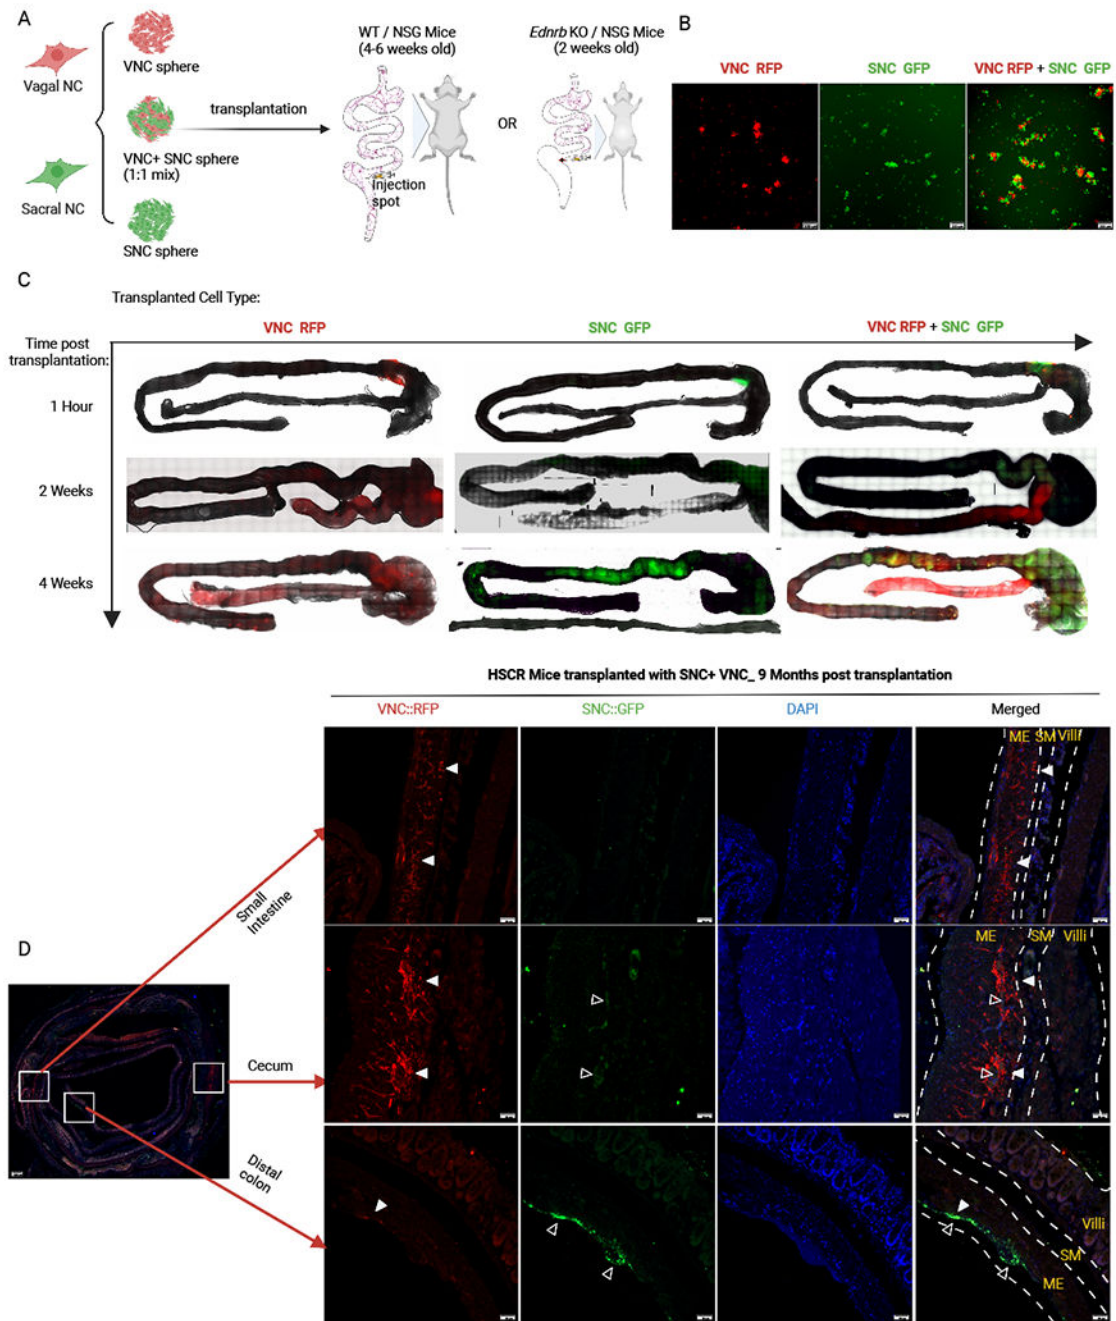 A
Vagal NC
Sacral NC
VNC sphere
VNC+ SNC sphere
(1:1 mix)
SNC sphere
transplantation
WT / NSG Mice
(4-6 weeks old)
Injection
spot
OR
Ednrb KO / NSG Mice
(2 weeks old)
B
VNC RFP
SNC GFP
VNC RFP + SNC GFP
C
Transplanted Cell Type:
VNC RFP
SNC GFP
VNC RFP + SNC GFP
Time post
transplantation:
1 Hour
2 Weeks
4 Weeks
HSCR Mice transplanted with SNC+ VNC_ 9 Months post transplantation
VNC::RFP
SNC::GFP
DAPI
Merged
ME SM Villi
Small
Intestine
D
ME SM Villi
Cecum
Distal
colon
Villi
SM
ME